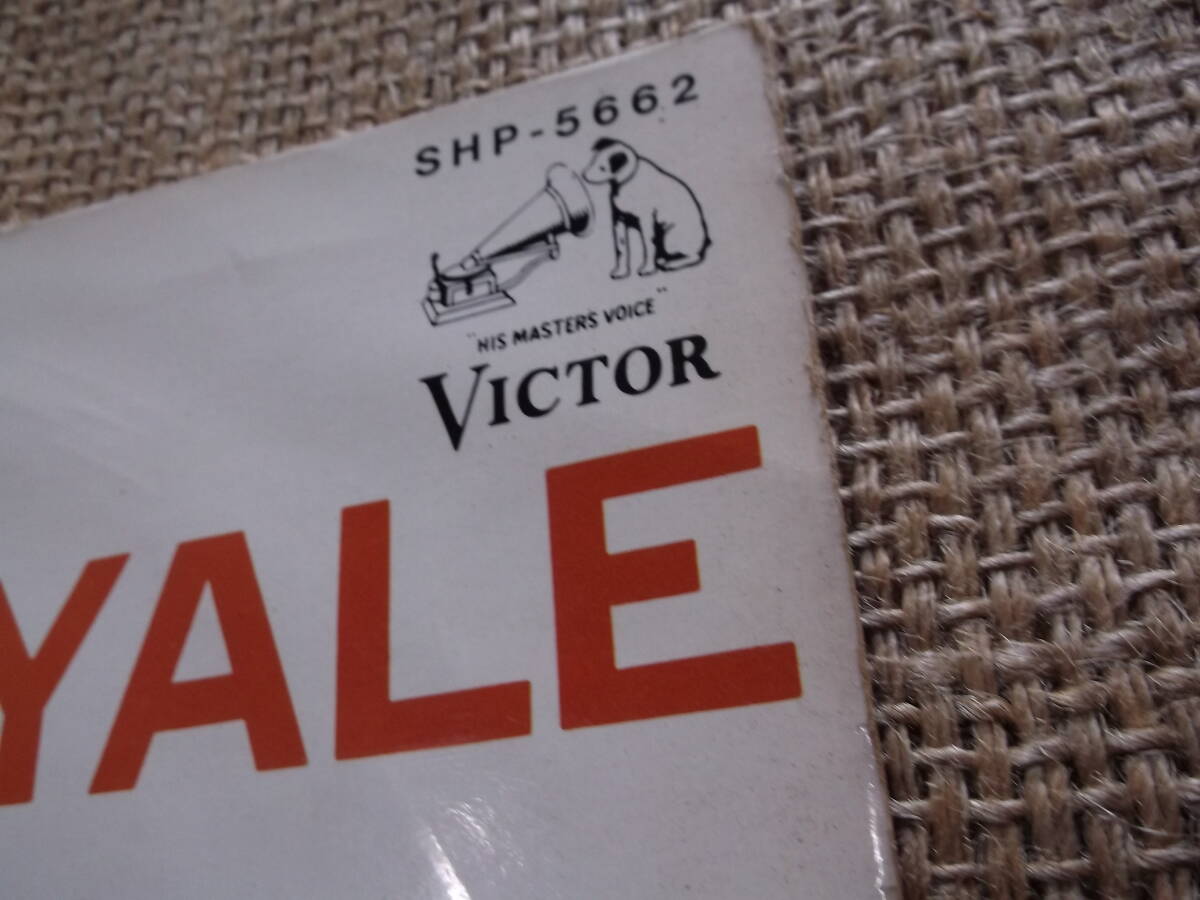 SHP-5662
"HIS MASTERS VOICE"
VICTOR
YALE